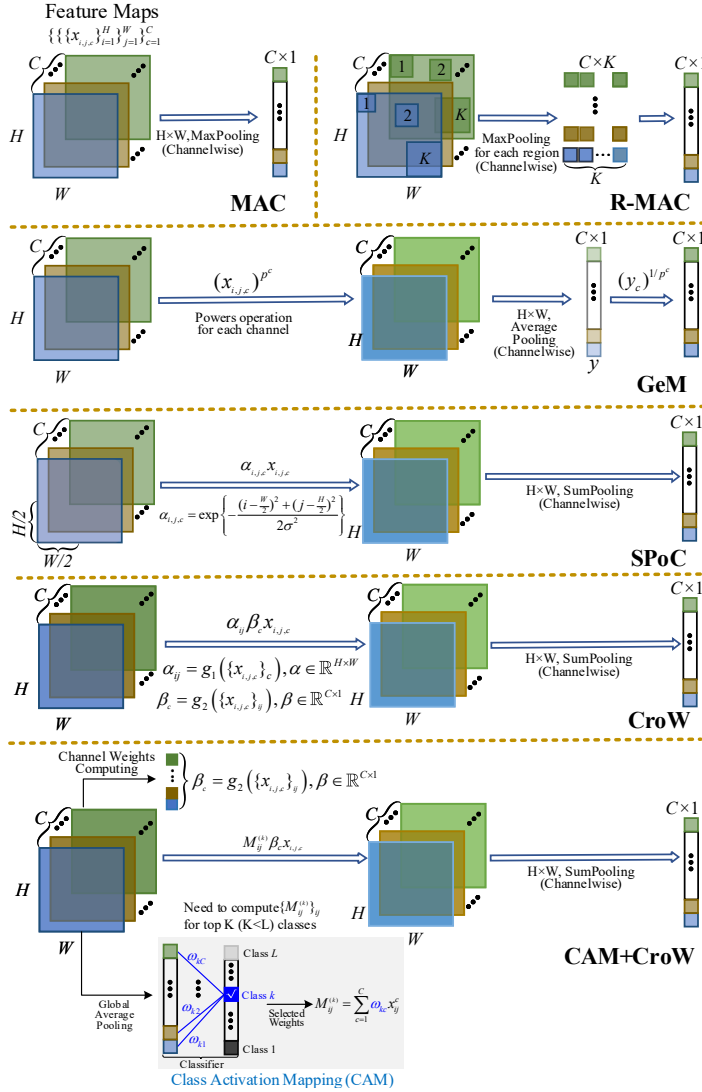 Feature Maps
{{{x_{i,j,c}}_{i=1}^{H}}_{j=1}^{W}}_{c=1}^{C}
C
H
W
H×W,MaxPooling
(Channelwise)
C×1
MAC
C
1
2
K
1
2
K
H
W
MaxPooling
for each region
(Channelwise)
C×K
K
C×1
R-MAC
C
H
W
(x_{i,j,c})^{p^c}
Powers operation
for each channel
C
H
W
H×W,
Average
Pooling
(Channelwise)
C×1
y
(y_c)^{1/p^c}
C×1
GeM
C
H/2
W/2
α_{i,j,c} x_{i,j,c}
α_{i,j,c} = exp{-\frac{(i-\frac{W}{2})^2+(j-\frac{H}{2})^2}{2σ^2}}
C
H
W
H×W, SumPooling
(Channelwise)
C×1
SPoC
C
H
W
α_{ij} β_c x_{i,j,c}
α_{ij} = g_1({x_{i,j,c}}_c), α ∈ ℝ^{H×W}
β_c = g_2({x_{i,j,c}}_{ij}), β ∈ ℝ^{C×1}
C
H
W
H×W, SumPooling
(Channelwise)
C×1
CroW
Channel Weights
Computing
β_c = g_2({x_{i,j,c}}_{ij}), β ∈ ℝ^{C×1}
C
H
W
M_{ij}^{(k)} β_c x_{i,j,c}
C
H
W
H×W, SumPooling
(Channelwise)
C×1
CAM+CroW
Need to compute{M_{ij}^{(k)}}_{ij}
for top K (K<L) classes
Global
Average
Pooling
ω_{kC}
ω_{k2}
ω_{k1}
Class L
✓
Class k
Class 1
Classifier
Selected
Weights
M_{ij}^{(k)} = \sum_{c=1}^{C} ω_{kc} x_{ij}^{c}
Class Activation Mapping (CAM)